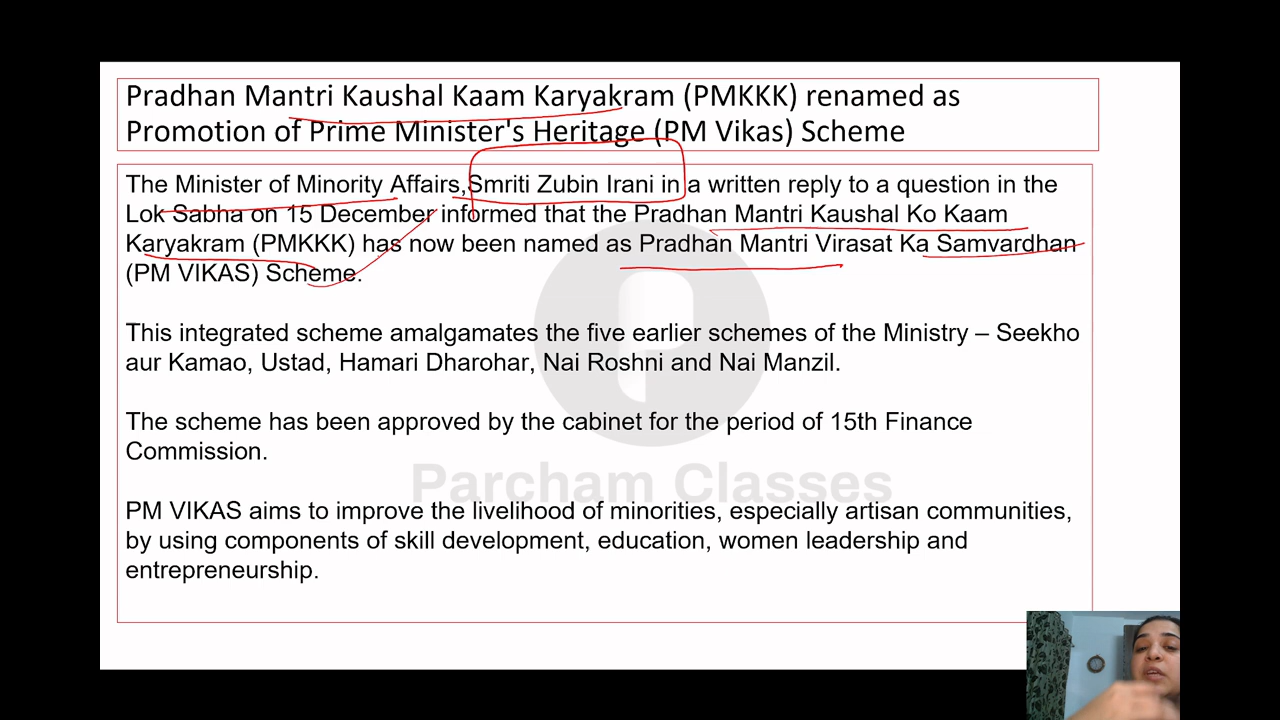 Pradhan Mantri Kaushal Kaam Karyakram (PMKKK) renamed as
Promotion of Prime Minister's Heritage (PM Vikas) Scheme
The Minister of Minority Affairs,Smriti Zubin Irani in a written reply to a question in the
Lok Sabha on 15 December informed that the Pradhan Mantri Kaushal Ko Kaam
Karyakram (PMKKK) has now been named as Pradhan Mantri Virasat Ka Samvardhan
(PM VIKAS) Scheme.
This integrated scheme amalgamates the five earlier schemes of the Ministry – Seekho
aur Kamao, Ustad, Hamari Dharohar, Nai Roshni and Nai Manzil.
The scheme has been approved by the cabinet for the period of 15th Finance
Commission.
Parcham Classes
PM VIKAS aims to improve the livelihood of minorities, especially artisan communities,
by using components of skill development, education, women leadership and
entrepreneurship.